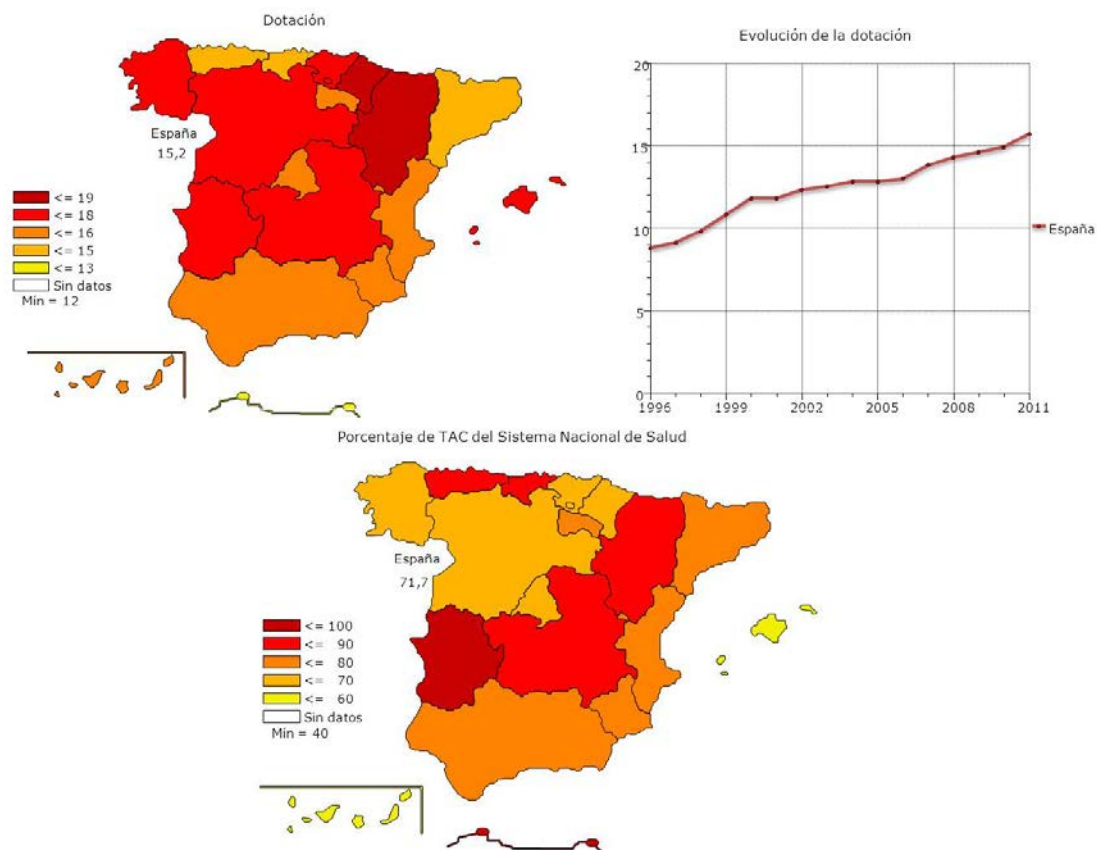 Dotación
España
15,2
<= 19
<= 18
<= 16
<= 15
<= 13
Sin datos
Mín = 12
Evolución de la dotación
20
15
10
5
0
1996 1999 2002 2005 2008 2011
España
Porcentaje de TAC del Sistema Nacional de Salud
España
71,7
<= 100
<= 90
<= 80
<= 70
<= 60
Sin datos
Mín = 40